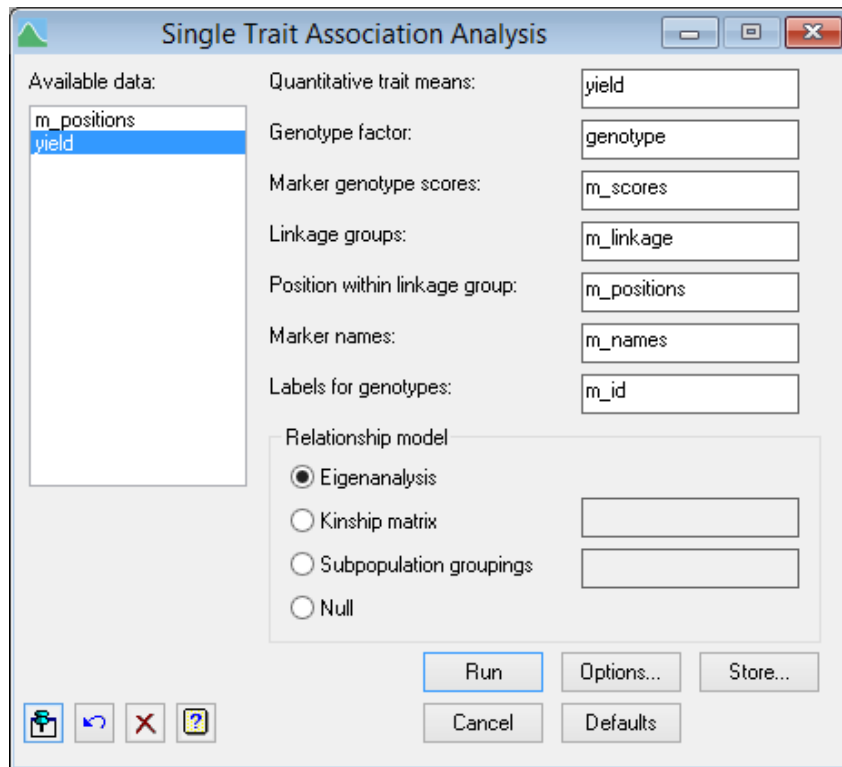 Single Trait Association Analysis
Available data:
m_positions
yield
Quantitative trait means:
yield
Genotype factor:
genotype
Marker genotype scores:
m_scores
Linkage groups:
m_linkage
Position within linkage group:
m_positions
Marker names:
m_names
Labels for genotypes:
m_id
Relationship model
Eigenanalysis
Kinship matrix
Subpopulation groupings
Null
Run
Options...
Store...
Cancel
Defaults
?